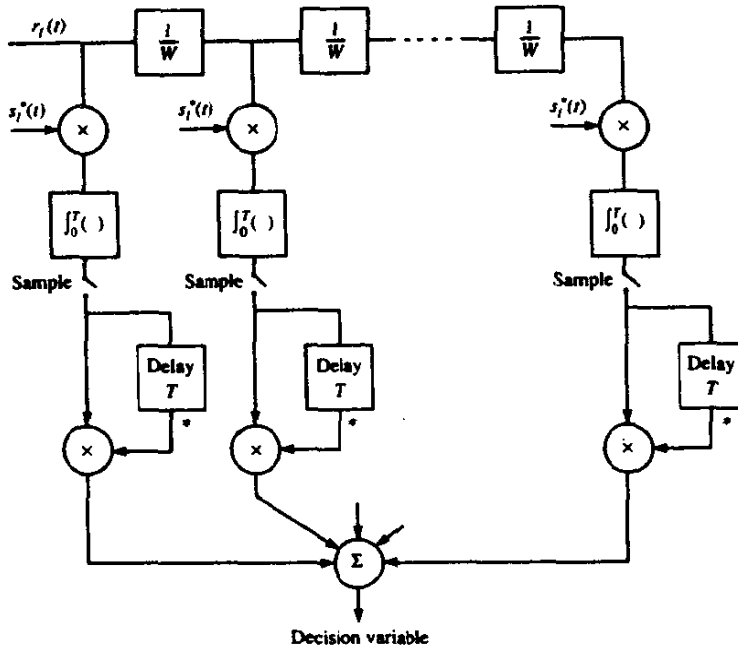 r_l(t)
1/W
1/W
1/W
s_l*(t)
s_l*(t)
s_l*(t)
×
×
×
∫_0^T( )
∫_0^T( )
∫_0^T( )
Sample
Sample
Sample
Delay
T
Delay
T
Delay
T
*
*
*
×
×
×
Σ
Decision variable